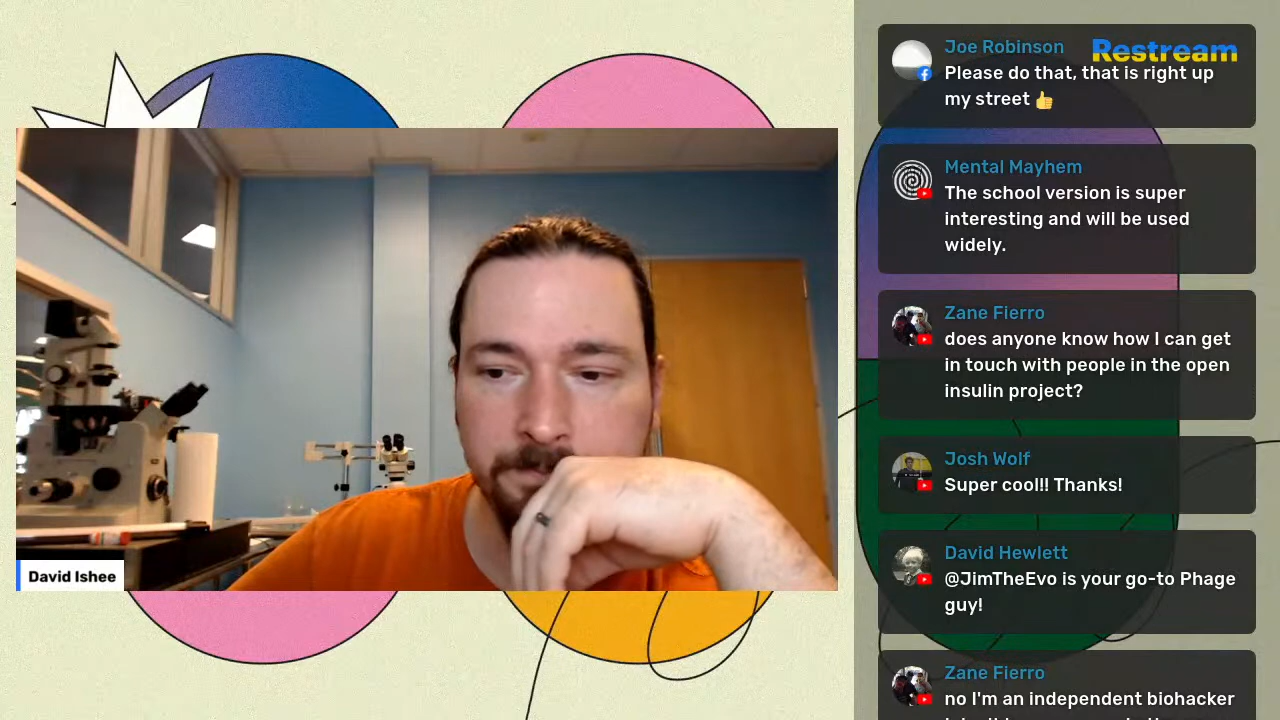 Joe Robinson
Restream
Please do that, that is right up
my street 👍
Mental Mayhem
The school version is super
interesting and will be used
widely.
Zane Fierro
does anyone know how I can get
in touch with people in the open
insulin project?
Josh Wolf
Super cool!! Thanks!
David Hewlett
@JimTheEvo is your go-to Phage
guy!
Zane Fierro
no I'm an independent biohacker
David Ishee